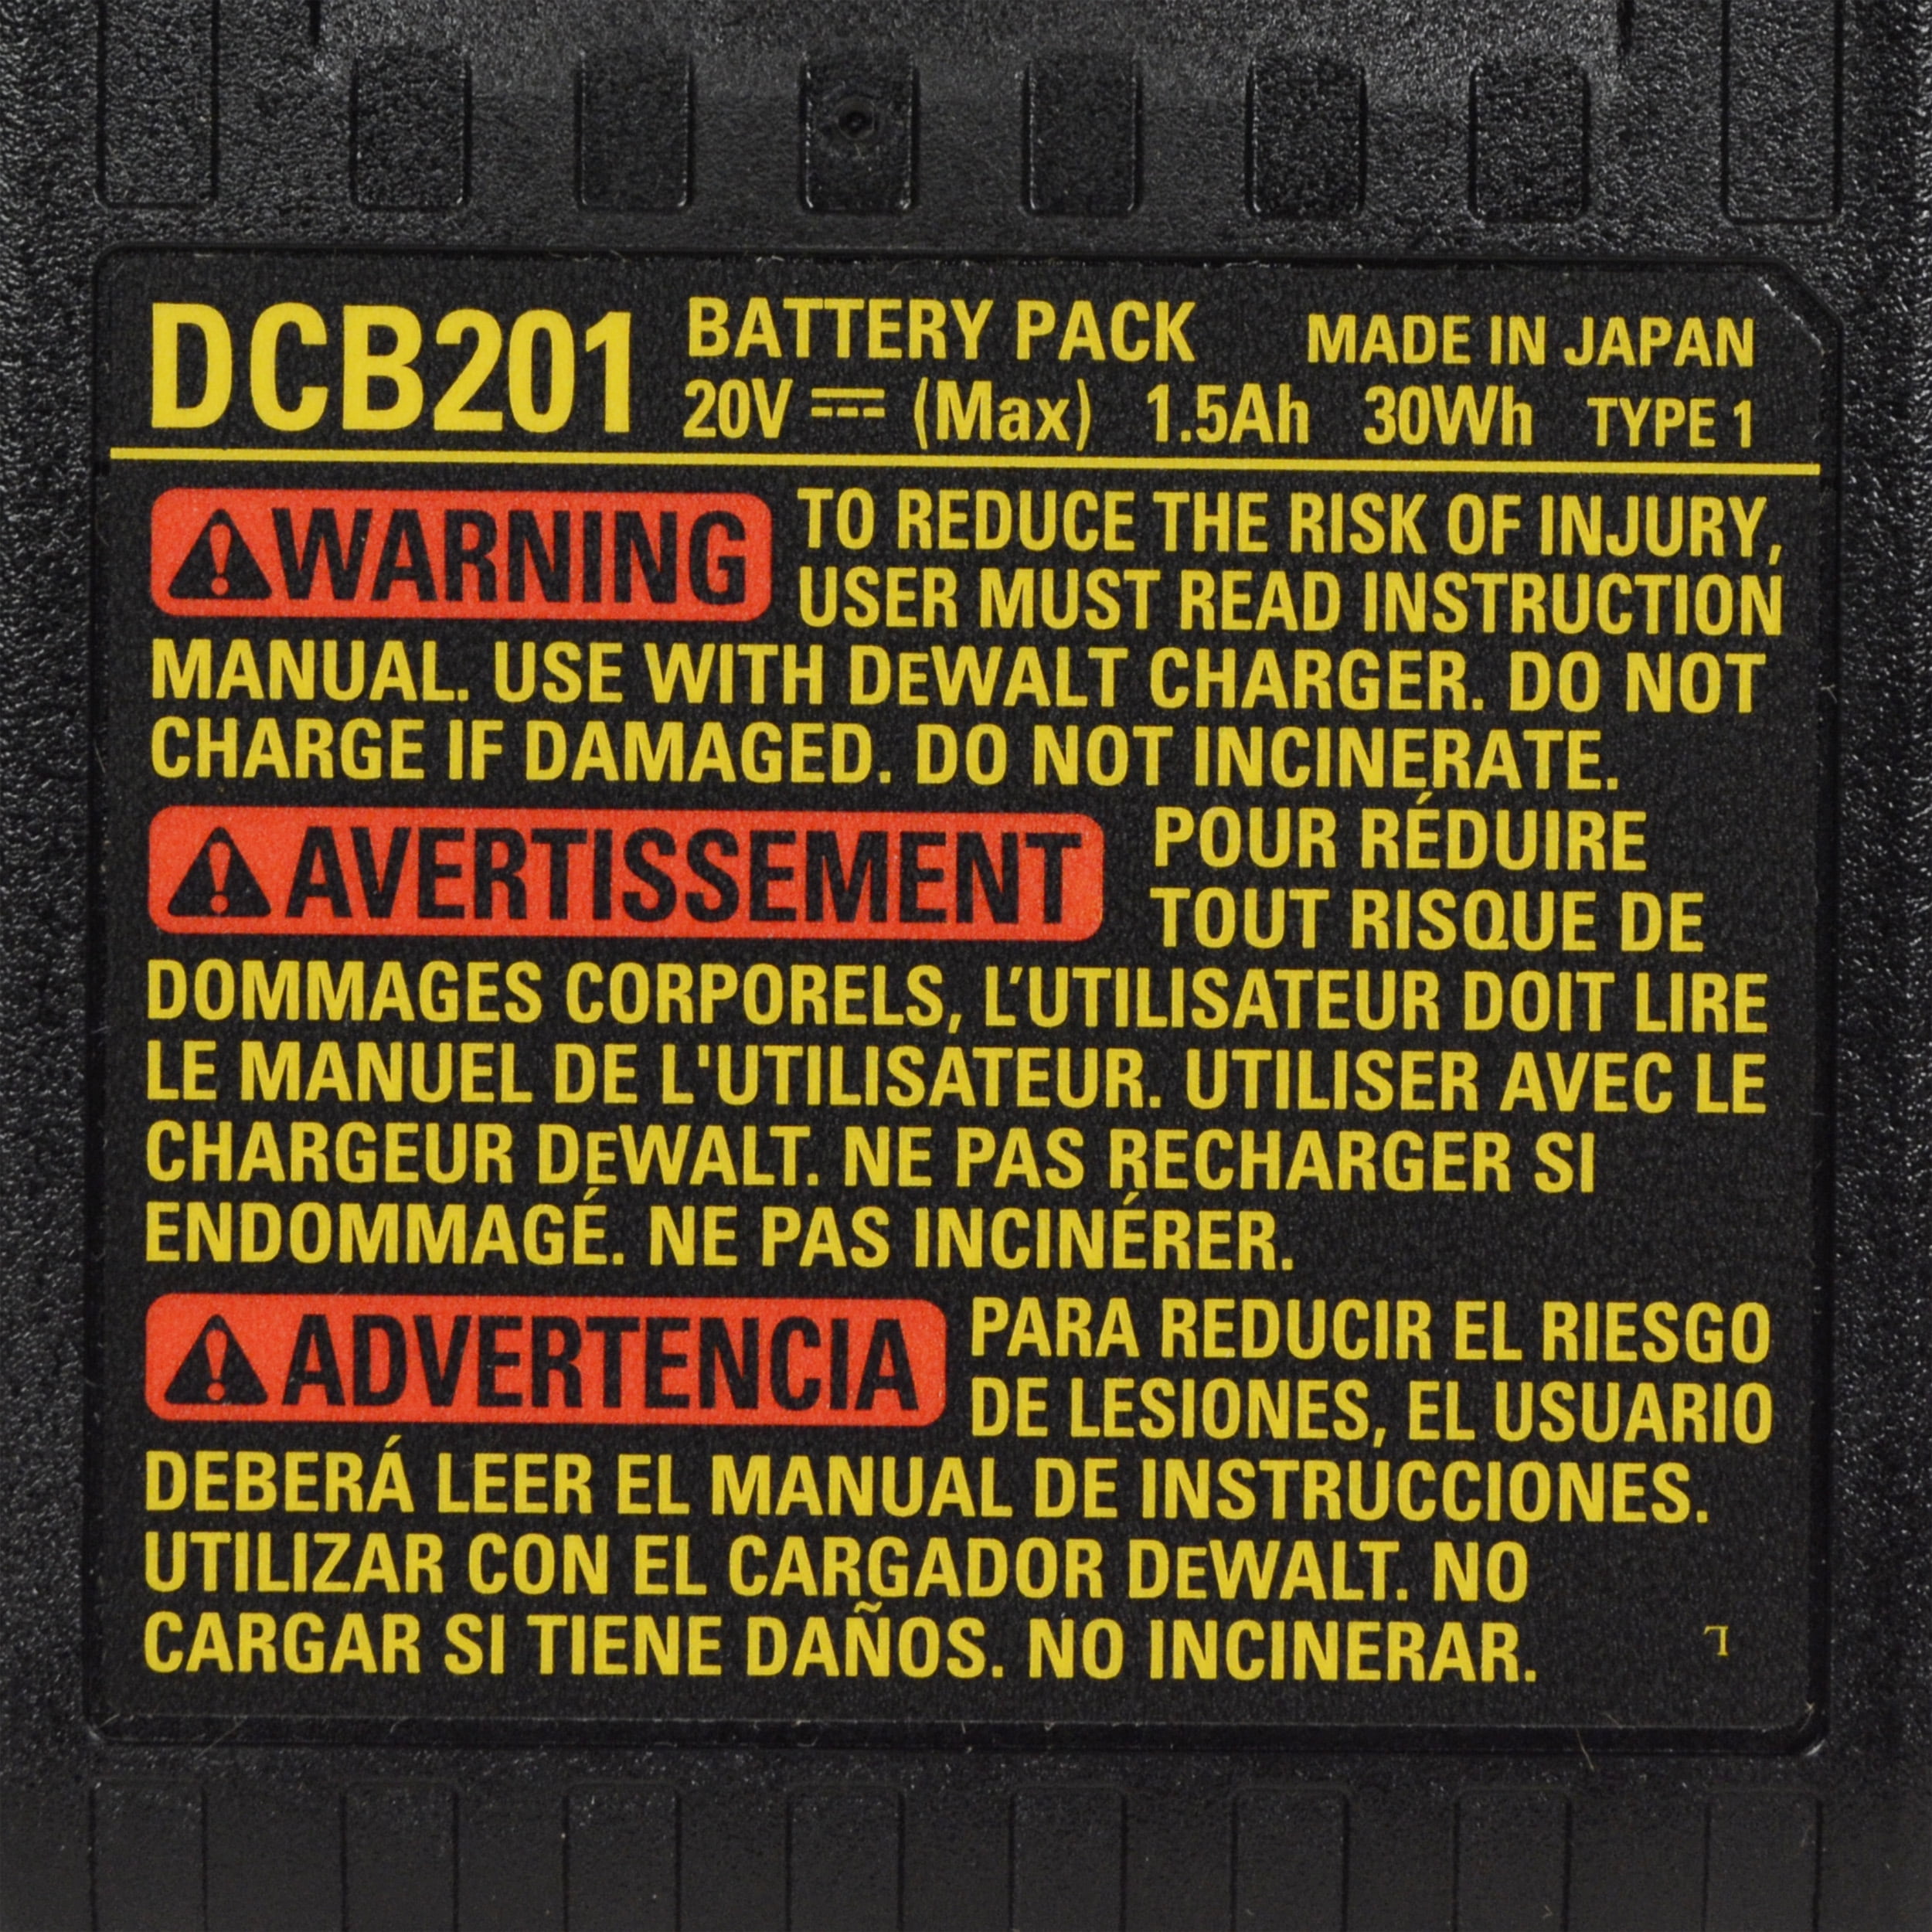 DCB201 BATTERY PACK MADE IN JAPAN
20V ⎓ (Max) 1.5Ah 30Wh TYPE 1
⚠WARNING TO REDUCE THE RISK OF INJURY,
USER MUST READ INSTRUCTION
MANUAL. USE WITH DEWALT CHARGER. DO NOT
CHARGE IF DAMAGED. DO NOT INCINERATE.
⚠AVERTISSEMENT POUR RÉDUIRE
TOUT RISQUE DE
DOMMAGES CORPORELS, L’UTILISATEUR DOIT LIRE
LE MANUEL DE L'UTILISATEUR. UTILISER AVEC LE
CHARGEUR DEWALT. NE PAS RECHARGER SI
ENDOMMAGÉ. NE PAS INCINÉRER.
⚠ADVERTENCIA PARA REDUCIR EL RIESGO
DE LESIONES, EL USUARIO
DEBERÁ LEER EL MANUAL DE INSTRUCCIONES.
UTILIZAR CON EL CARGADOR DEWALT. NO
CARGAR SI TIENE DAÑOS. NO INCINERAR.